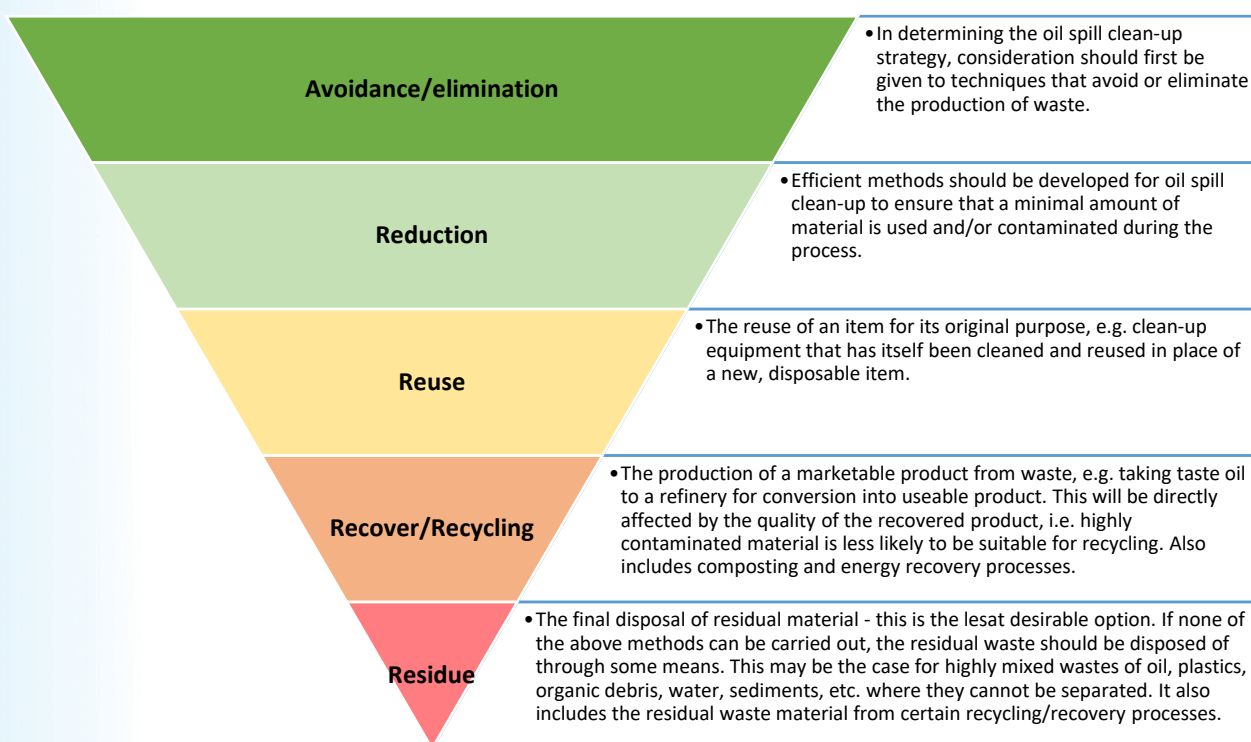 Avoidance/elimination
•In determining the oil spill clean-up
strategy, consideration should first be
given to techniques that avoid or eliminate
the production of waste.
Reduction
•Efficient methods should be developed for oil spill
clean-up to ensure that a minimal amount of
material is used and/or contaminated during the
process.
Reuse
•The reuse of an item for its original purpose, e.g. clean-up
equipment that has itself been cleaned and reused in place of
a new, disposable item.
Recover/Recycling
•The production of a marketable product from waste, e.g. taking taste oil
to a refinery for conversion into useable product. This will be directly
affected by the quality of the recovered product, i.e. highly
contaminated material is less likely to be suitable for recycling. Also
includes composting and energy recovery processes.
Residue
•The final disposal of residual material - this is the lesat desirable option. If none of
the above methods can be carried out, the residual waste should be disposed of
through some means. This may be the case for highly mixed wastes of oil, plastics,
organic debris, water, sediments, etc. where they cannot be separated. It also
includes the residual waste material from certain recycling/recovery processes.